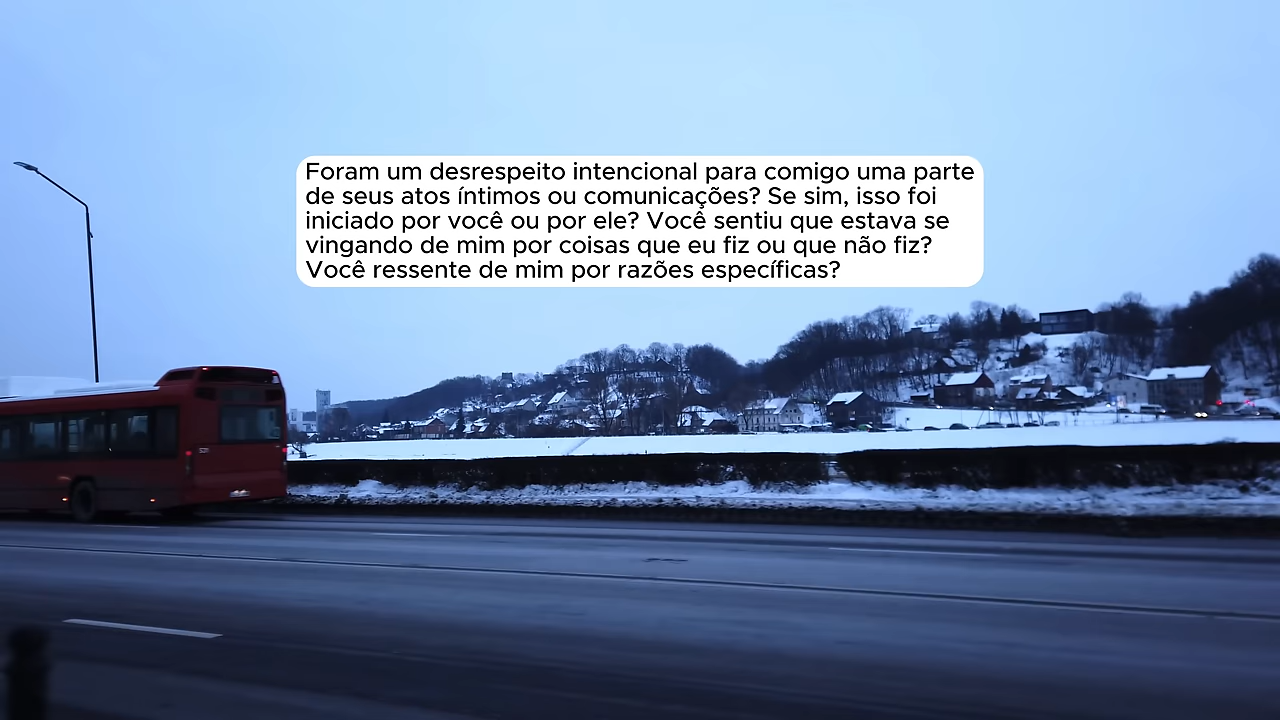 Foram um desrespeito intencional para comigo uma parte
de seus atos íntimos ou comunicações? Se sim, isso foi
iniciado por você ou por ele? Você sentiu que estava se
vingando de mim por coisas que eu fiz ou que não fiz?
Você ressente de mim por razões específicas?